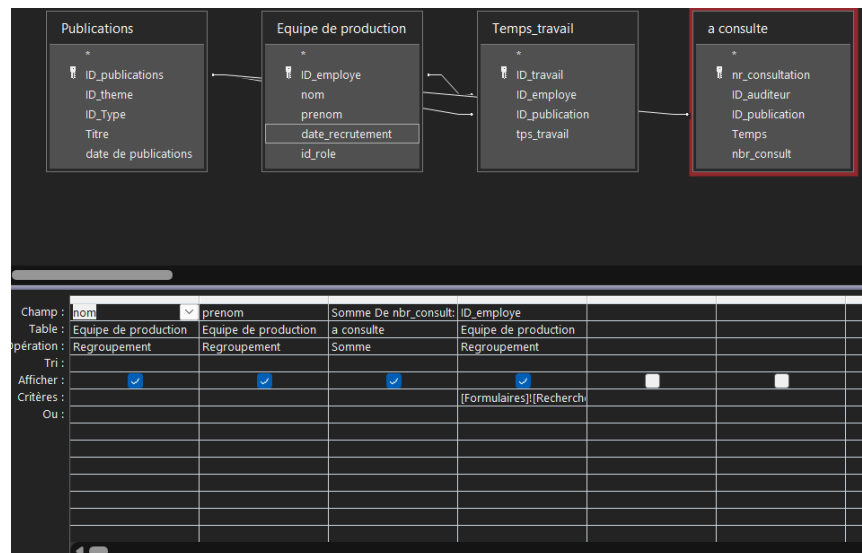 Publications
*
ID_publications
ID_theme
ID_Type
Titre
date de publications
Equipe de production
*
ID_employe
nom
prenom
date_recrutement
id_role
Temps_travail
*
ID_travail
ID_employe
ID_publication
tps_travail
a consulte
*
nr_consultation
ID_auditeur
ID_publication
Temps
nbr_consult
Champ : nom prenom Somme De nbr_consult: ID_employe
Table : Equipe de production Equipe de production a consulte Equipe de production
Opération : Regroupement Regroupement Somme Regroupement
Tri :
Afficher :
Critères : [Formulaires]![Recherch
Ou :